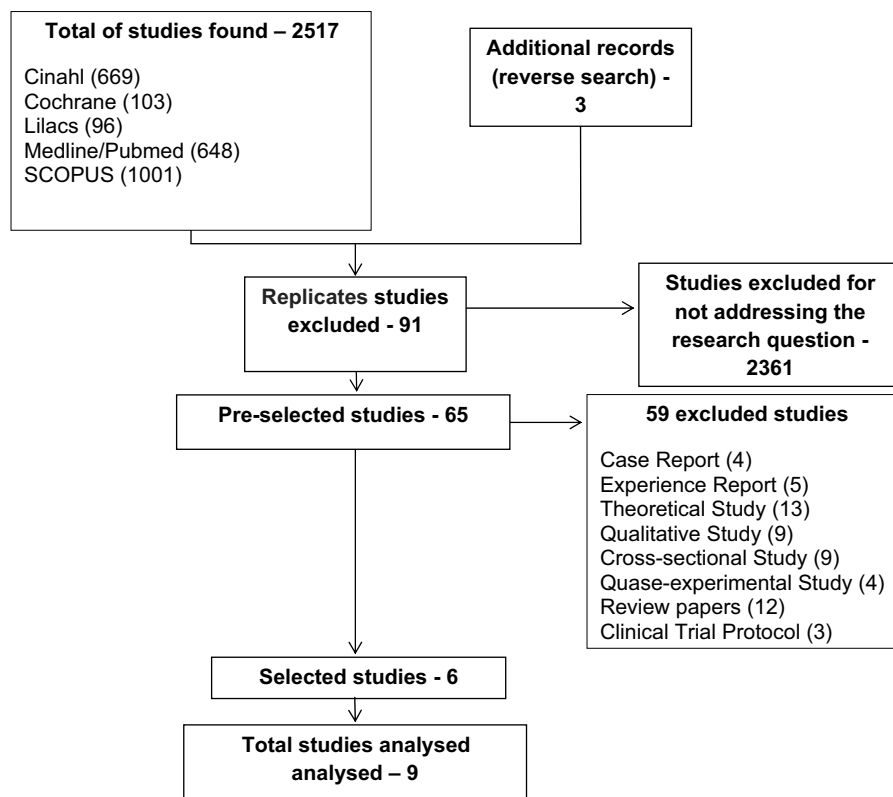 Total of studies found – 2517
Cinahl (669)
Cochrane (103)
Lilacs (96)
Medline/Pubmed (648)
SCOPUS (1001)
Additional records
(reverse search) -
3
Replicates studies
excluded - 91
Studies excluded for
not addressing the
research question -
2361
Pre-selected studies - 65
59 excluded studies
Case Report (4)
Experience Report (5)
Theoretical Study (13)
Qualitative Study (9)
Cross-sectional Study (9)
Quase-experimental Study (4)
Review papers (12)
Clinical Trial Protocol (3)
Selected studies - 6
Total studies analysed
analysed – 9